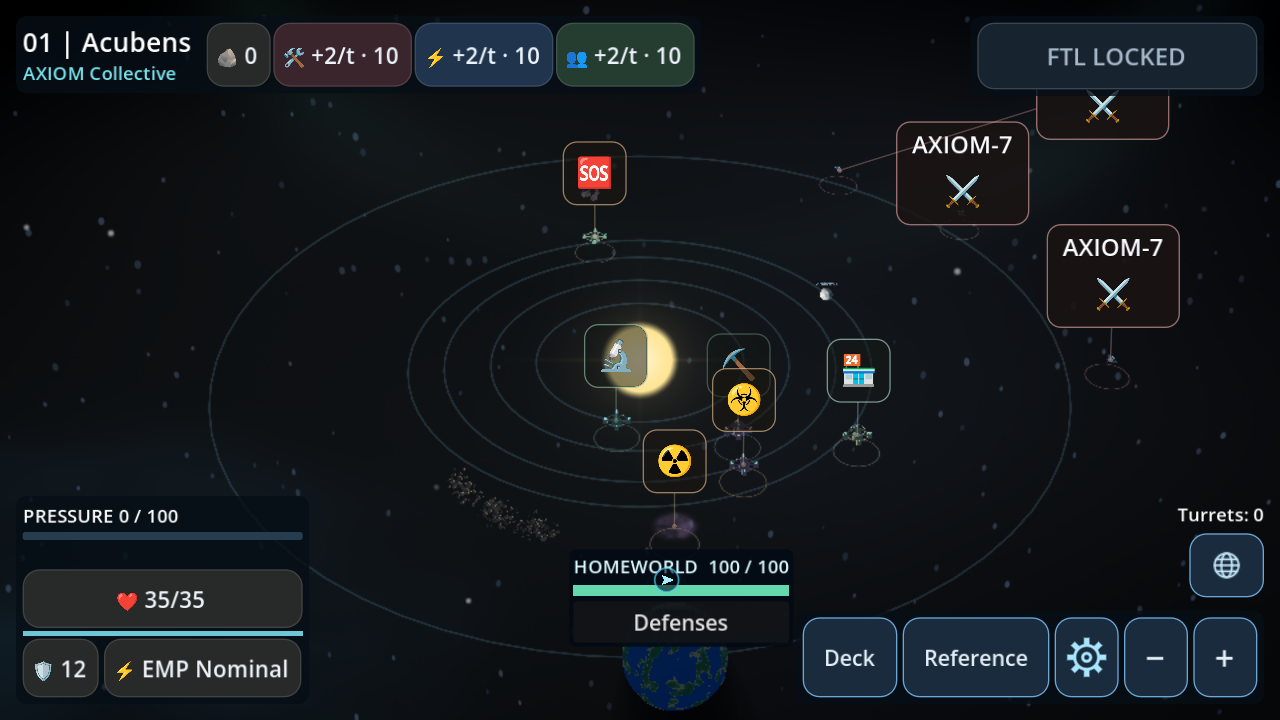 01 | Acubens
AXIOM Collective
0
+2/t · 10
+2/t · 10
+2/t · 10
FTL LOCKED
AXIOM-7
AXIOM-7
SOS
24
PRESSURE 0 / 100
35/35
12
EMP Nominal
HOMEWORLD 100 / 100
Defenses
Turrets: 0
Deck
Reference
−
+